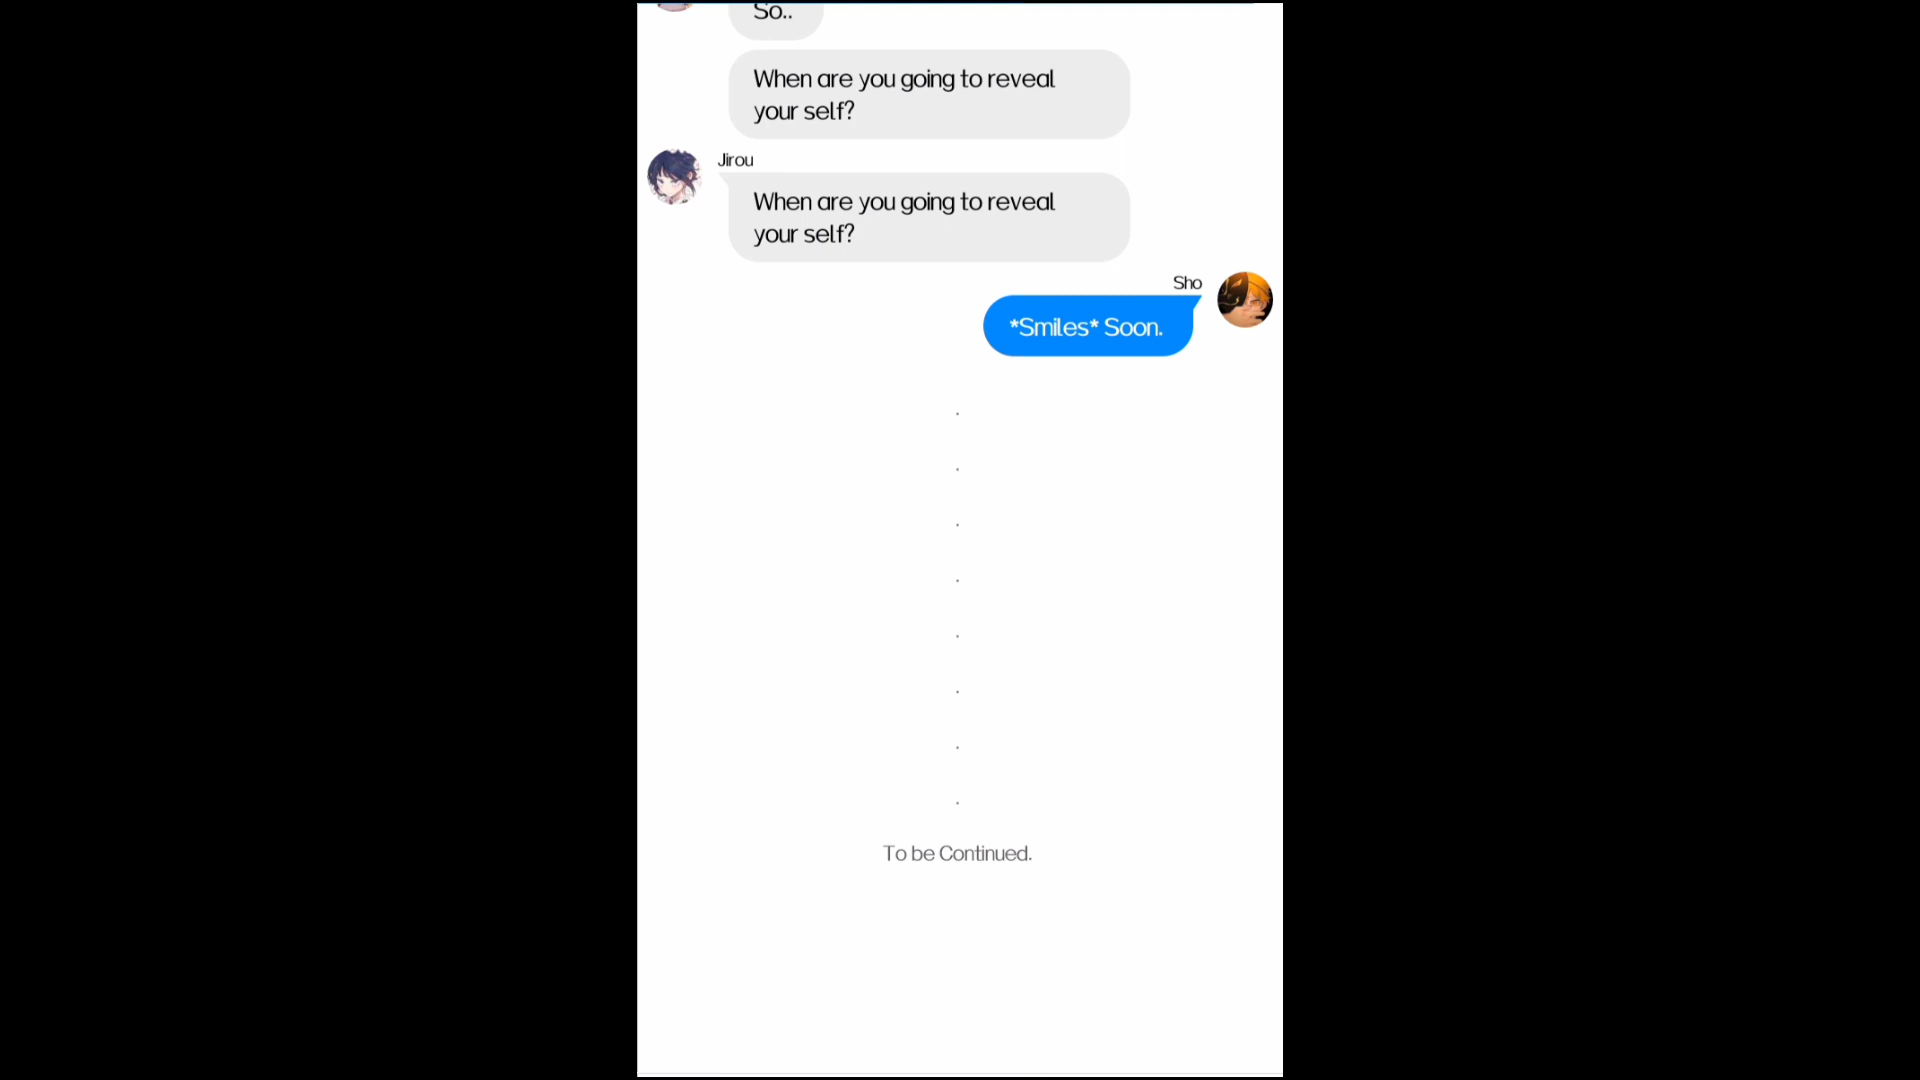 So..
When are you going to reveal
your self?
Jirou
When are you going to reveal
your self?
Sho
*Smiles* Soon.
.
.
.
.
.
.
.
.
To be Continued.